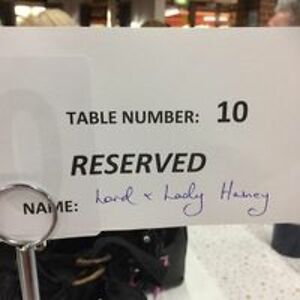 TABLE NUMBER: 10
RESERVED
NAME: Lord & Lady Haney